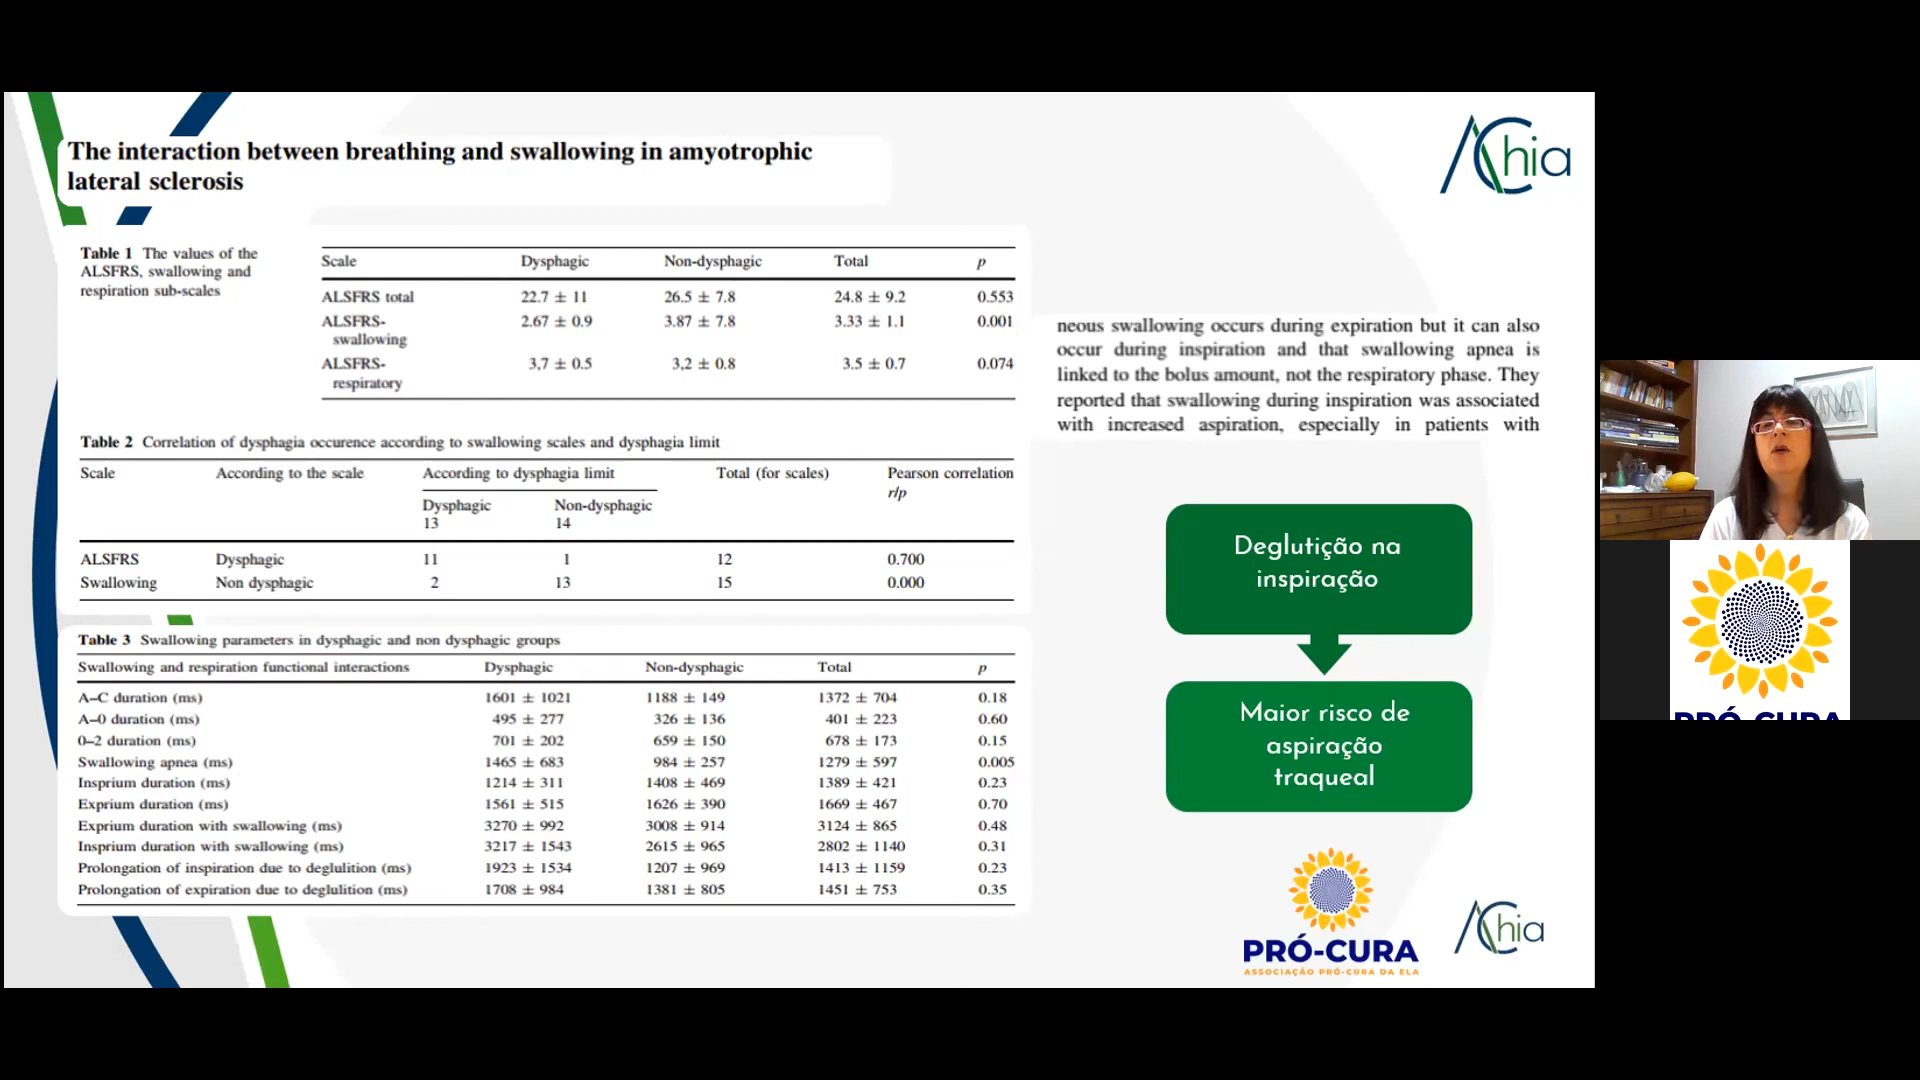 The interaction between breathing and swallowing in amyotrophic
lateral sclerosis
AChia
Table 1 The values of the
ALSFRS, swallowing and
respiration sub-scales
Scale Dysphagic Non-dysphagic Total p
ALSFRS total 22.7 ± 11 26.5 ± 7.8 24.8 ± 9.2 0.553
ALSFRS- 2.67 ± 0.9 3.87 ± 7.8 3.33 ± 1.1 0.001
swallowing
ALSFRS- 3,7 ± 0.5 3,2 ± 0.8 3.5 ± 0.7 0.074
respiratory
Table 2 Correlation of dysphagia occurence according to swallowing scales and dysphagia limit
Scale According to the scale According to dysphagia limit Total (for scales) Pearson correlation
r/p
Dysphagic Non-dysphagic
13 14
ALSFRS Dysphagic 11 1 12 0.700
Swallowing Non dysphagic 2 13 15 0.000
Table 3 Swallowing parameters in dysphagic and non dysphagic groups
Swallowing and respiration functional interactions Dysphagic Non-dysphagic Total p
A–C duration (ms) 1601 ± 1021 1188 ± 149 1372 ± 704 0.18
A–0 duration (ms) 495 ± 277 326 ± 136 401 ± 223 0.60
0–2 duration (ms) 701 ± 202 659 ± 150 678 ± 173 0.15
Swallowing apnea (ms) 1465 ± 683 984 ± 257 1279 ± 597 0.005
Insprium duration (ms) 1214 ± 311 1408 ± 469 1389 ± 421 0.23
Exprium duration (ms) 1561 ± 515 1626 ± 390 1669 ± 467 0.70
Exprium duration with swallowing (ms) 3270 ± 992 3008 ± 914 3124 ± 865 0.48
Insprium duration with swallowing (ms) 3217 ± 1543 2615 ± 965 2802 ± 1140 0.31
Prolongation of inspiration due to deglulition (ms) 1923 ± 1534 1207 ± 969 1413 ± 1159 0.23
Prolongation of expiration due to deglulition (ms) 1708 ± 984 1381 ± 805 1451 ± 753 0.35
neous swallowing occurs during expiration but it can also
occur during inspiration and that swallowing apnea is
linked to the bolus amount, not the respiratory phase. They
reported that swallowing during inspiration was associated
with increased aspiration, especially in patients with
Deglutição na
inspiração
Maior risco de
aspiração
traqueal
PRÓ-CURA
ASSOCIAÇÃO PRÓ-CURA DA ELA
AChia
PRÓ-CURA